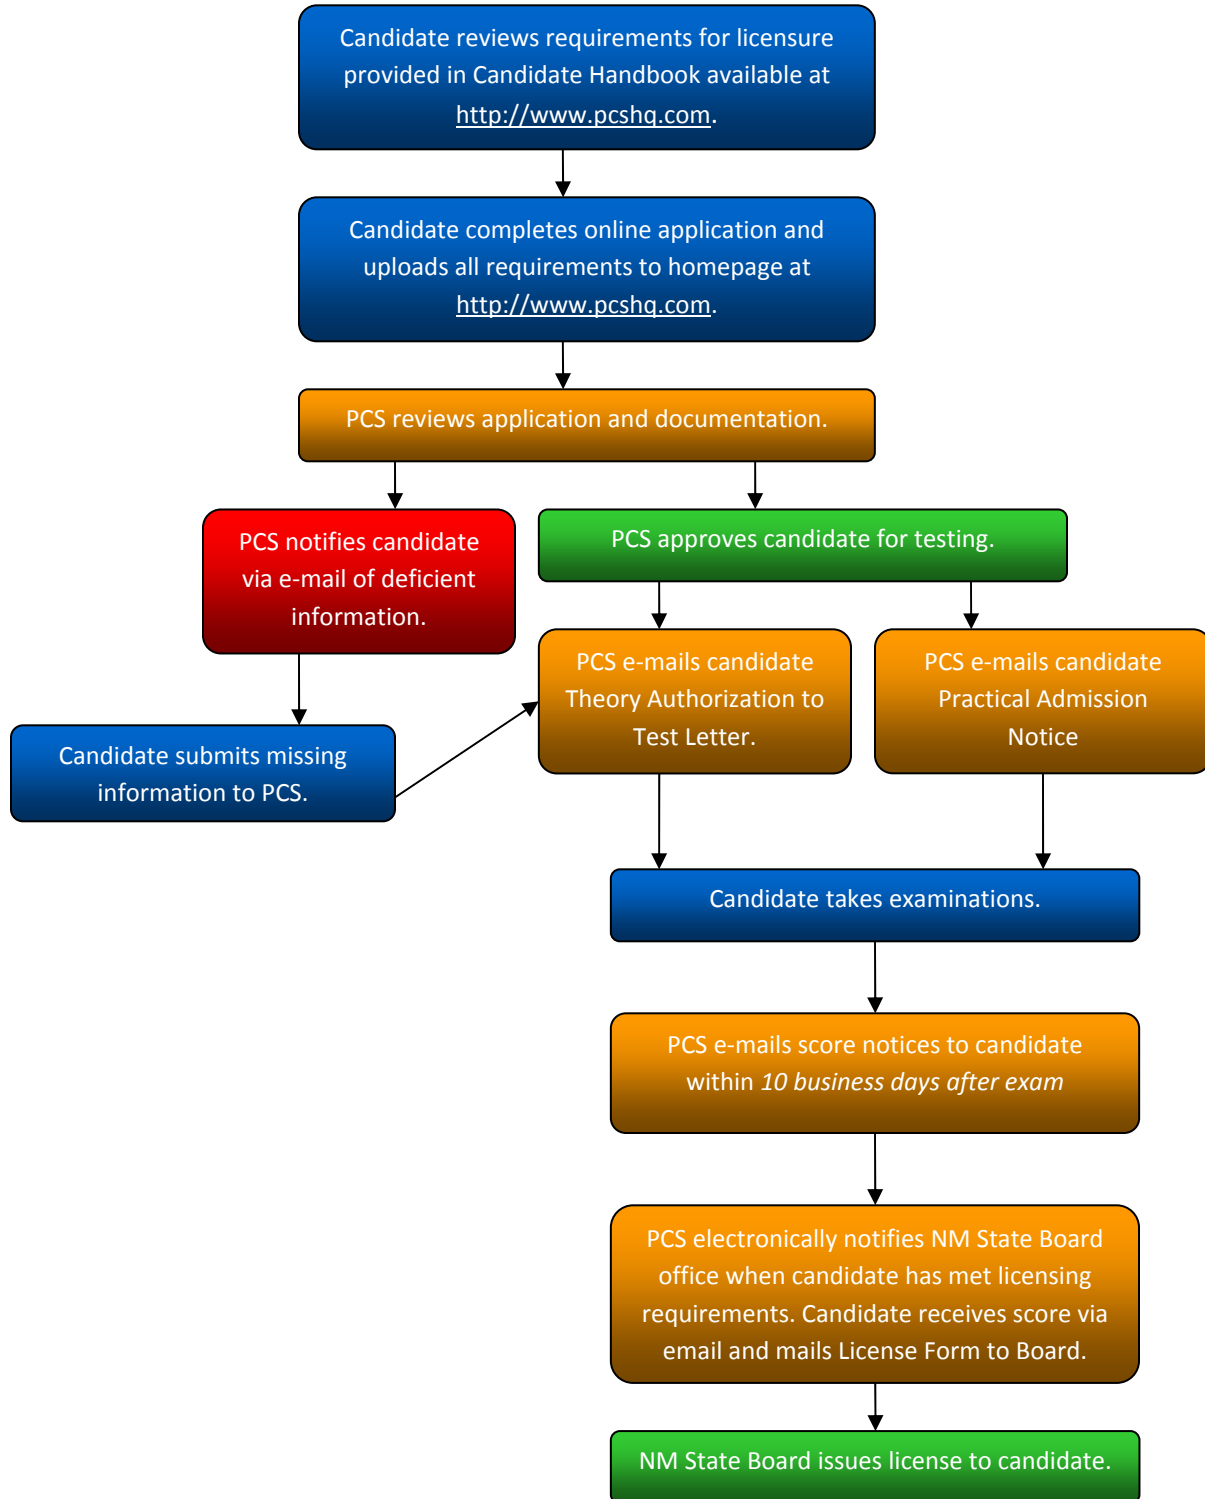 Candidate reviews requirements for licensure
provided in Candidate Handbook available at
http://www.pcshq.com.
Candidate completes online application and
uploads all requirements to homepage at
http://www.pcshq.com.
PCS reviews application and documentation.
PCS notifies candidate
via e-mail of deficient
information.
PCS approves candidate for testing.
Candidate submits missing
information to PCS.
PCS e-mails candidate
Theory Authorization to
Test Letter.
PCS e-mails candidate
Practical Admission
Notice
Candidate takes examinations.
PCS e-mails score notices to candidate
within 10 business days after exam
PCS electronically notifies NM State Board
office when candidate has met licensing
requirements. Candidate receives score via
email and mails License Form to Board.
NM State Board issues license to candidate.